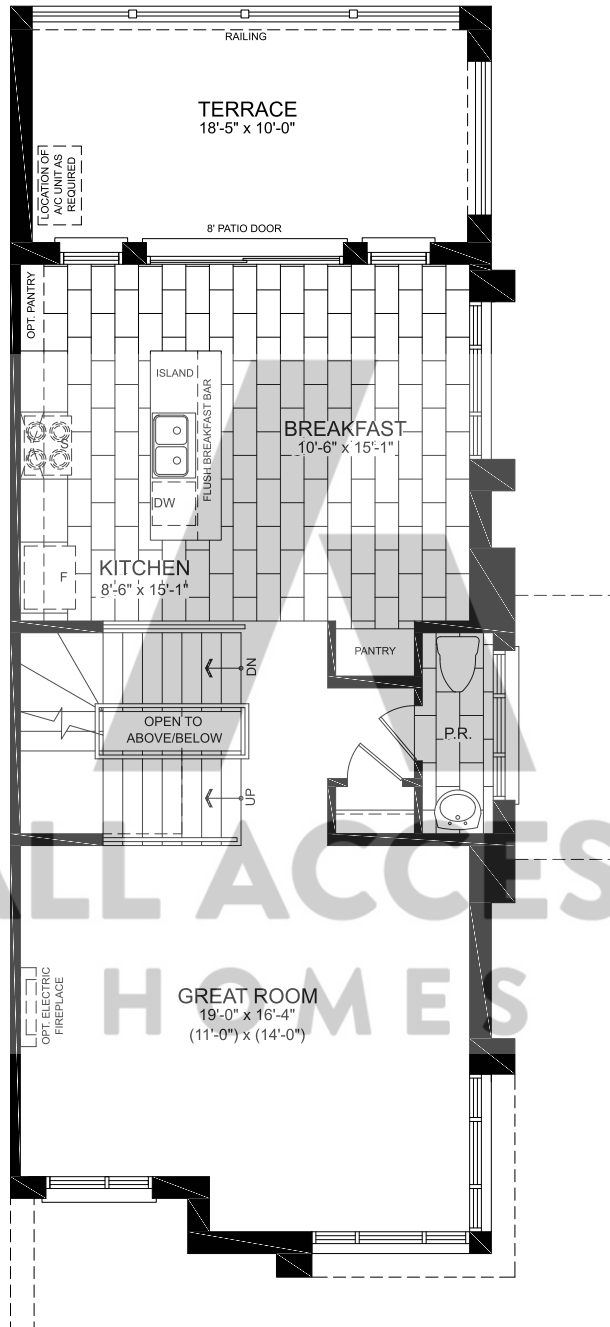 RAILING
TERRACE
18'-5" x 10'-0"
LOCATION OF
A/C UNIT AS
REQUIRED
8' PATIO DOOR
OPT. PANTRY
ISLAND
FLUSH BREAKFAST BAR
BREAKFAST
10'-6" x 15'-1"
S
DW
F
KITCHEN
8'-6" x 15'-1"
PANTRY
DN
OPEN TO
ABOVE/BELOW
P.R.
UP
ALL ACCES
HOMES
OPT. ELECTRIC
FIREPLACE
GREAT ROOM
19'-0" x 16'-4"
(11'-0") x (14'-0")